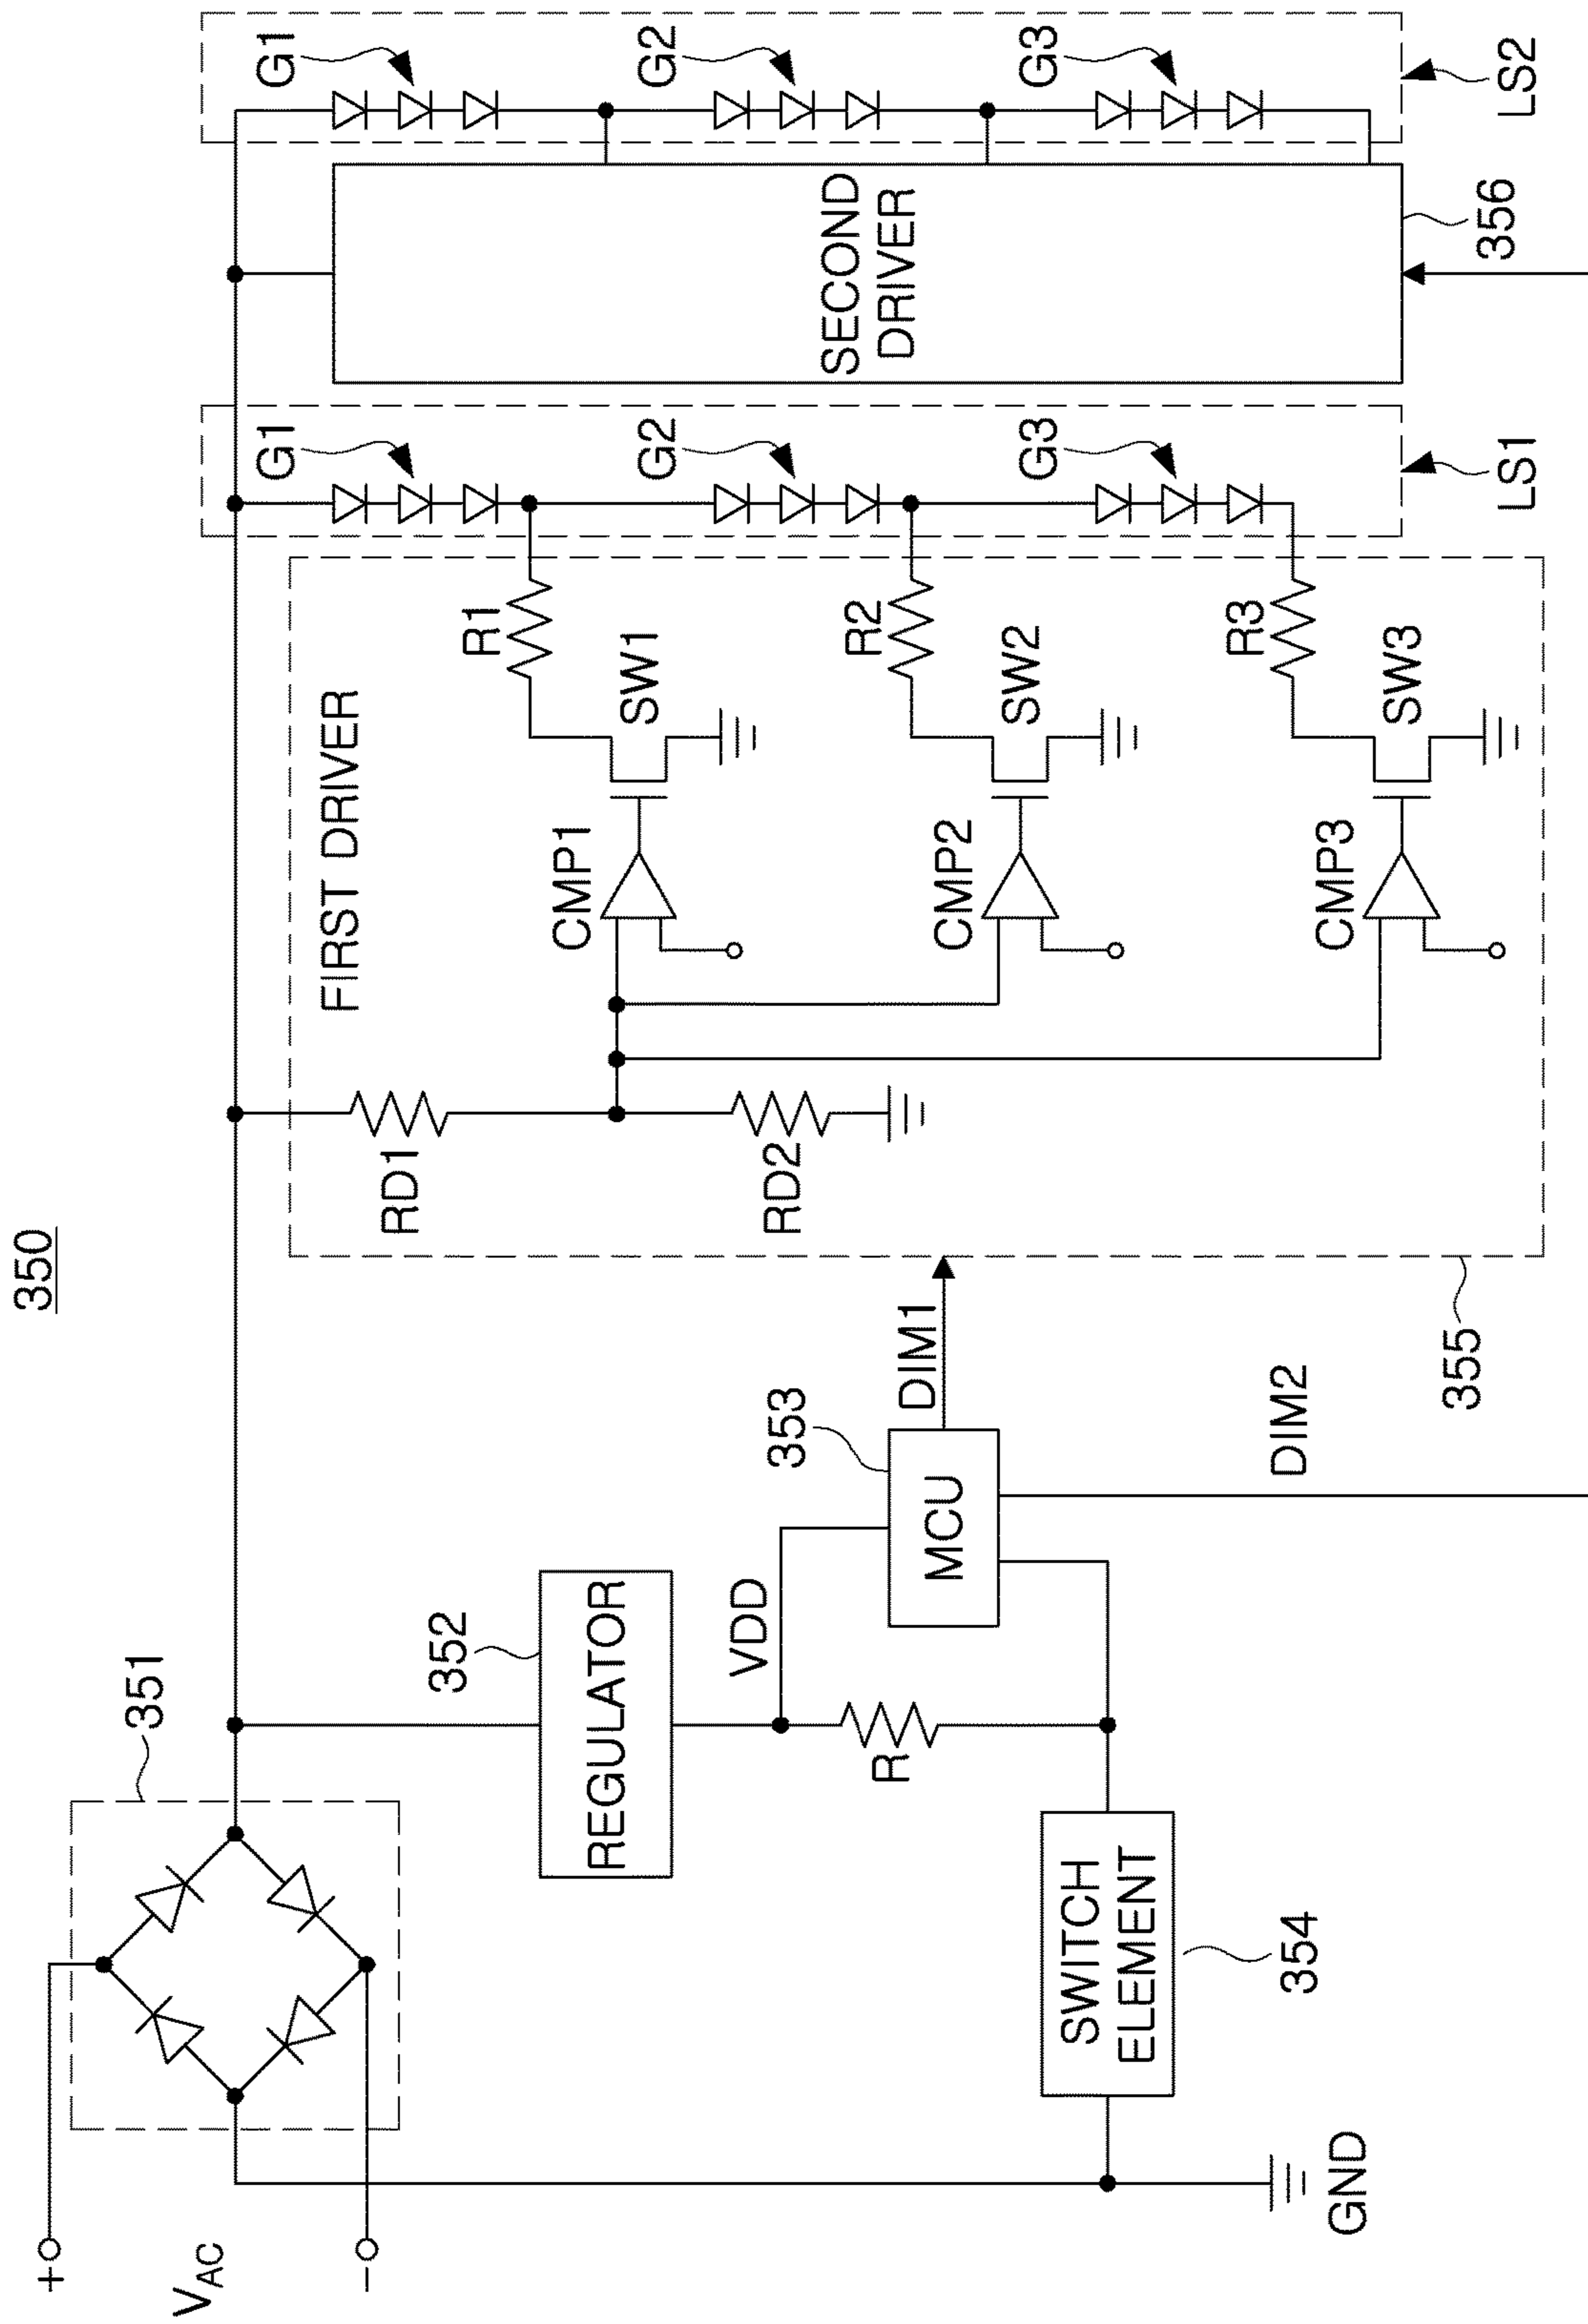 350
351
+
V_AC
−
352
REGULATOR
VDD
R
353
MCU
DIM1
DIM2
SWITCH
ELEMENT
354
GND
FIRST DRIVER
RD1
RD2
CMP1
SW1
R1
CMP2
SW2
R2
CMP3
SW3
R3
355
G1
G2
G3
LS1
SECOND
DRIVER
356
G1
G2
G3
LS2